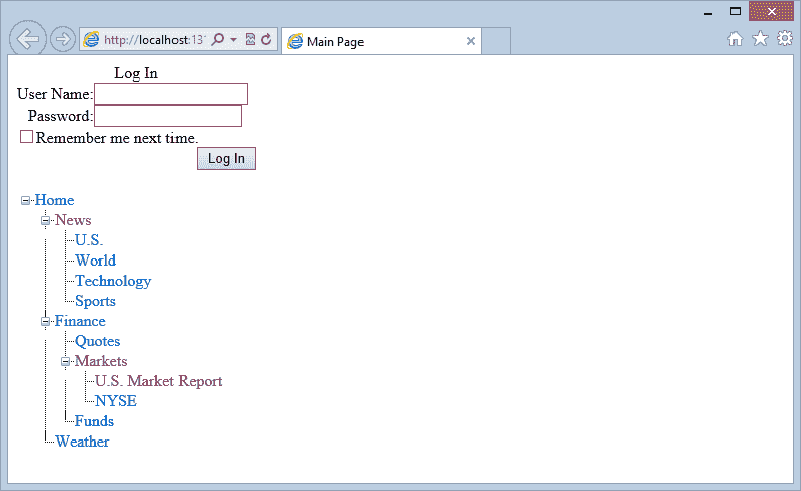 http://localhost:13
Main Page
Log In
User Name:
Password:
Remember me next time.
Log In
Home
News
U.S.
World
Technology
Sports
Finance
Quotes
Markets
U.S. Market Report
NYSE
Funds
Weather